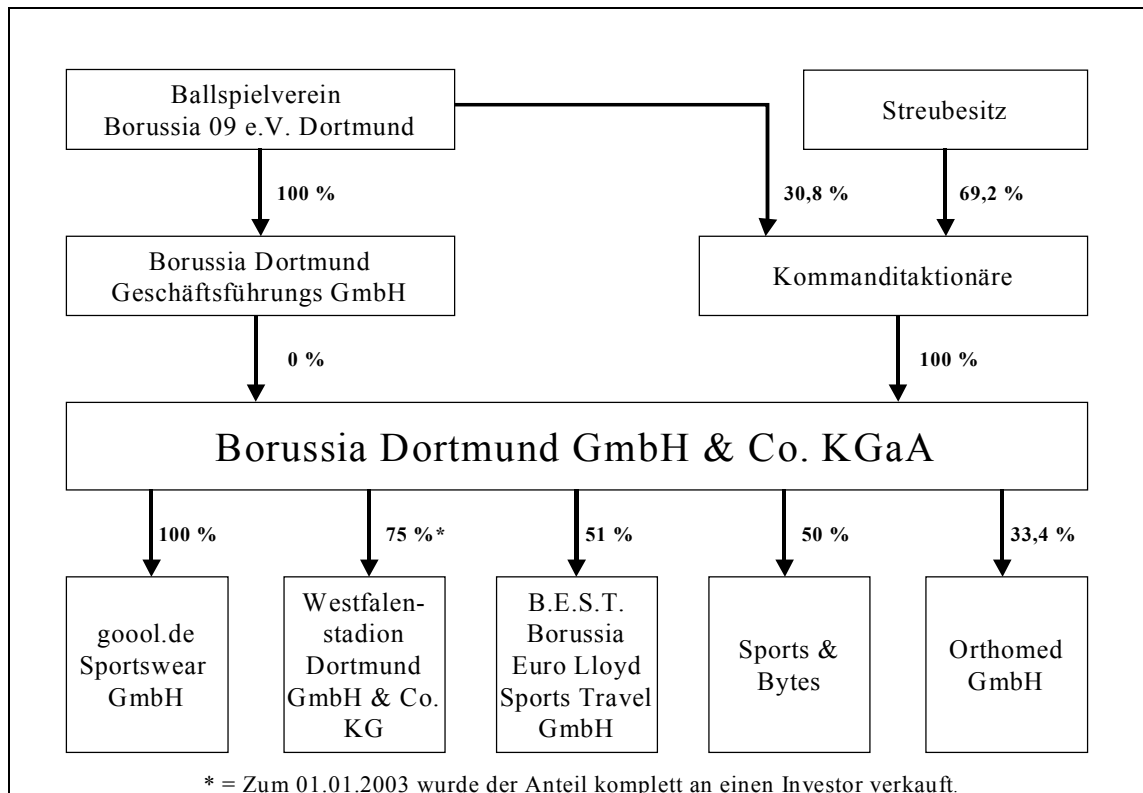 Ballspielverein
Borussia 09 e.V. Dortmund
Streubesitz
100 %
30,8 %
69,2 %
Borussia Dortmund
Geschäftsführungs GmbH
Kommanditaktionäre
0 %
100 %
Borussia Dortmund GmbH & Co. KGaA
100 %
75 %*
51 %
50 %
33,4 %
goool.de
Sportswear
GmbH
Westfalen-
stadion
Dortmund
GmbH & Co.
KG
B.E.S.T.
Borussia
Euro Lloyd
Sports Travel
GmbH
Sports &
Bytes
Orthomed
GmbH
* = Zum 01.01.2003 wurde der Anteil komplett an einen Investor verkauft.